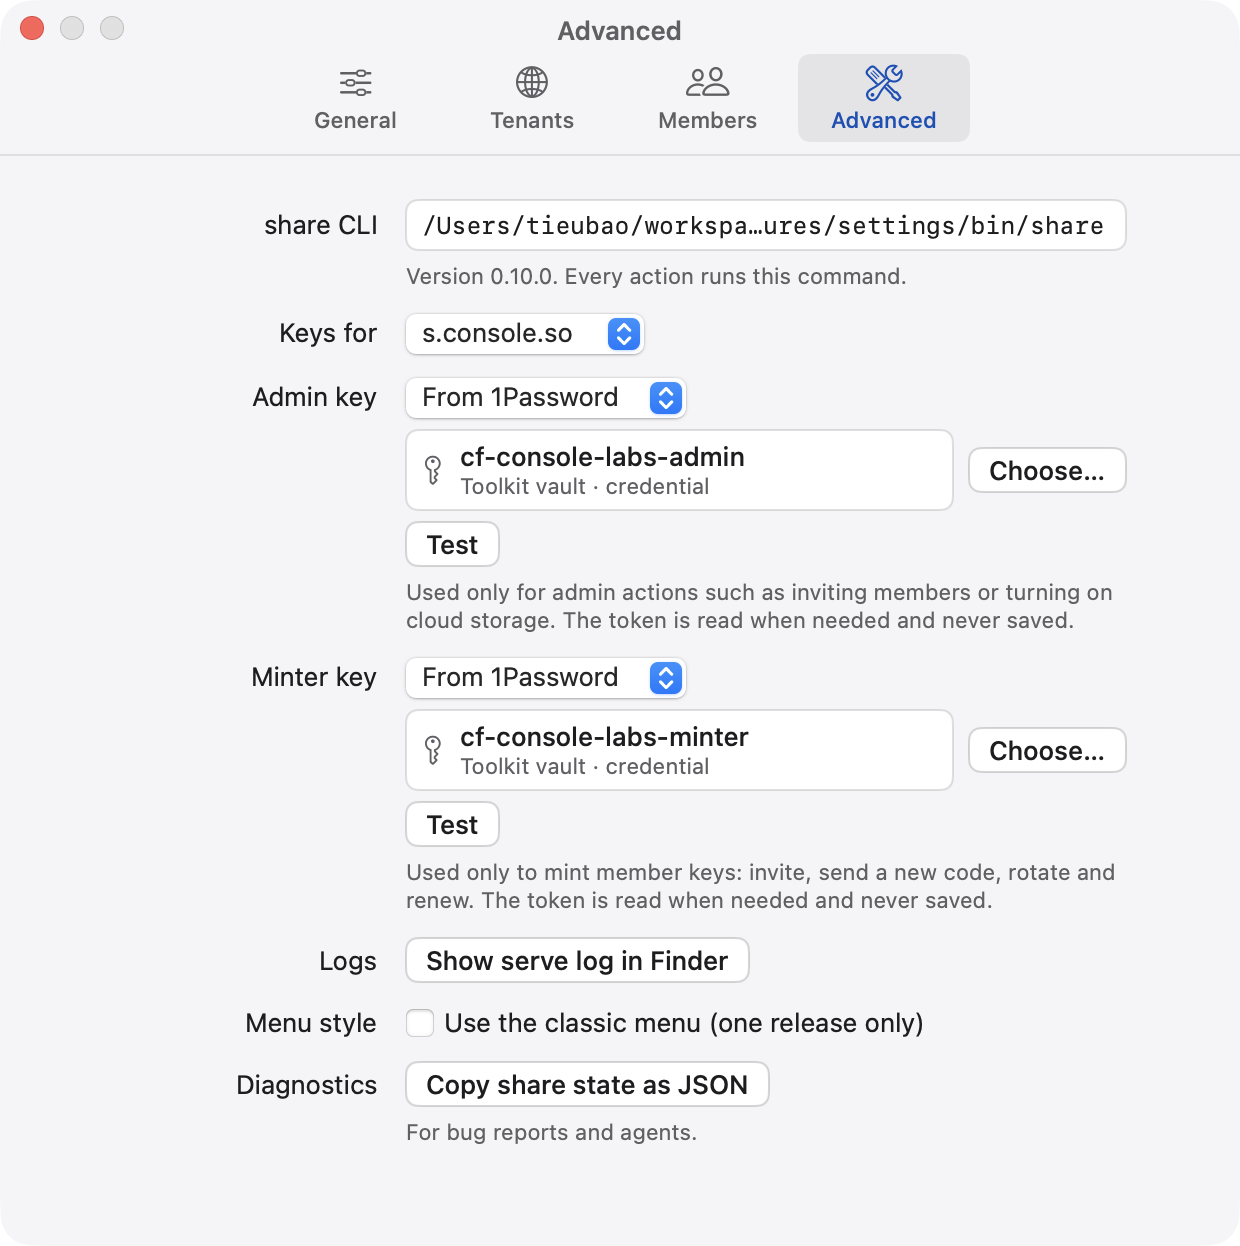 Advanced
General
Tenants
Members
Advanced
share CLI
/Users/tieubao/workspa…ures/settings/bin/share
Version 0.10.0. Every action runs this command.
Keys for
s.console.so
Admin key
From 1Password
cf-console-labs-admin
Toolkit vault · credential
Choose...
Test
Used only for admin actions such as inviting members or turning on
cloud storage. The token is read when needed and never saved.
Minter key
From 1Password
cf-console-labs-minter
Toolkit vault · credential
Choose...
Test
Used only to mint member keys: invite, send a new code, rotate and
renew. The token is read when needed and never saved.
Logs
Show serve log in Finder
Menu style
Use the classic menu (one release only)
Diagnostics
Copy share state as JSON
For bug reports and agents.